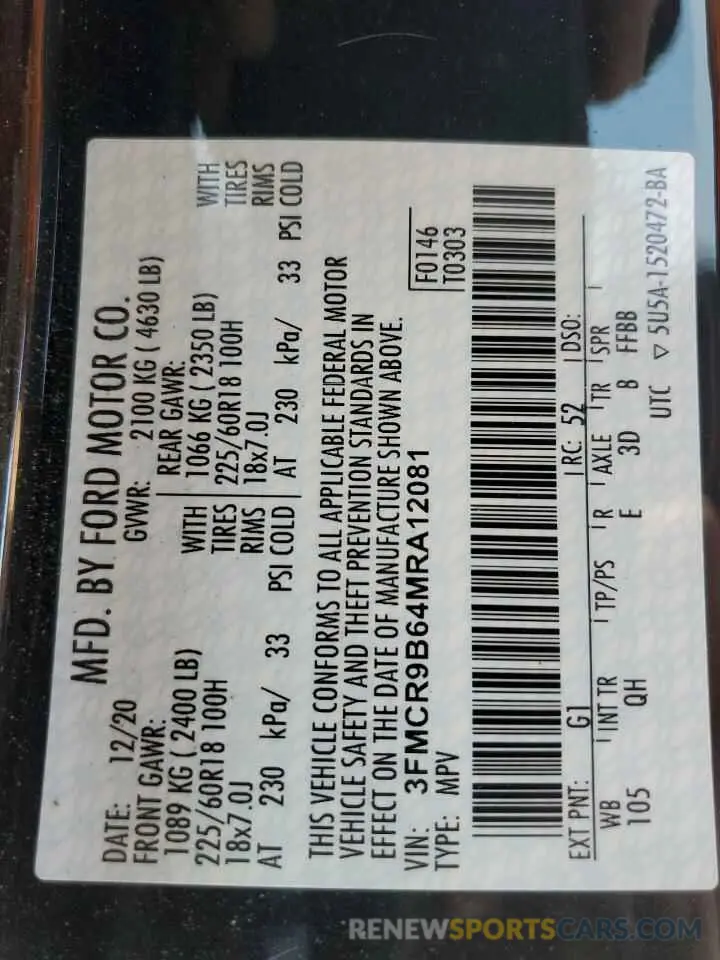 MFD. BY FORD MOTOR CO.
DATE: 12/20 GVWR: 2100 KG ( 4630 LB)
FRONT GAWR: REAR GAWR:
1089 KG ( 2400 LB) WITH 1066 KG ( 2350 LB) WITH
225/60R18 100H TIRES 225/60R18 100H TIRES
18x7.0J RIMS 18x7.0J RIMS
AT 230 kPa/ 33 PSI COLD AT 230 kPa/ 33 PSI COLD
THIS VEHICLE CONFORMS TO ALL APPLICABLE FEDERAL MOTOR
VEHICLE SAFETY AND THEFT PREVENTION STANDARDS IN
EFFECT ON THE DATE OF MANUFACTURE SHOWN ABOVE.
VIN: 3FMCR9B64MRA12081 F0146
TYPE: MPV T0303
EXT PNT: G1 RC: 52 DSO:
WB INT TR TP/PS R AXLE TR SPR
105 QH E 3D B FFBB
UTC ▽ 5U5A-1520472-BA
RENEWSPORTSCARS.COM